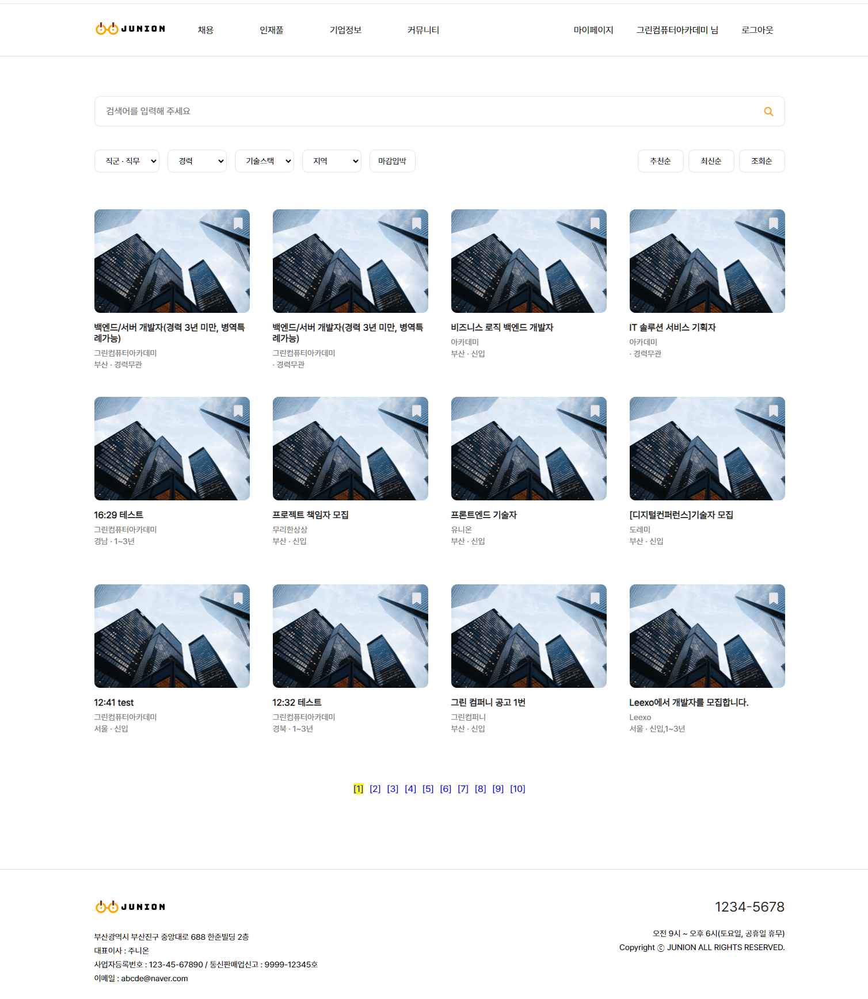 JUNION 채용 인재풀 기업정보 커뮤니티 마이페이지 그린컴퓨터아카데미 님 로그아웃
검색어를 입력해 주세요
직군 · 직무 경력 기술스택 지역 마감임박 추천순 최신순 조회순
백엔드/서버 개발자(경력 3년 미만, 병역특
례가능)
그린컴퓨터아카데미
부산 · 경력무관
백엔드/서버 개발자(경력 3년 미만, 병역특
례가능)
그린컴퓨터아카데미
· 경력무관
비즈니스 로직 백엔드 개발자
아카데미
부산 · 신입
IT 솔루션 서비스 기획자
아카데미
· 경력무관
16:29 테스트
그린컴퓨터아카데미
경남 · 1~3년
프로젝트 책임자 모집
무리한상상
부산 · 신입
프론트엔드 기술자
유니온
부산 · 신입
[디지털컨퍼런스]기술자 모집
도레미
부산 · 신입
12:41 test
그린컴퓨터아카데미
서울 · 신입
12:32 테스트
그린컴퓨터아카데미
경북 · 1~3년
그린 컴퍼니 공고 1번
그린컴퍼니
부산 · 신입
Leexo에서 개발자를 모집합니다.
Leexo
서울 · 신입,1~3년
[1] [2] [3] [4] [5] [6] [7] [8] [9] [10]
JUNION
부산광역시 부산진구 중앙대로 688 한준빌딩 2층
대표이사 : 주니온
사업자등록번호 : 123-45-67890 / 통신판매업신고 : 9999-12345호
이메일 : abcde@naver.com
1234-5678
오전 9시 ~ 오후 6시(토요일, 공휴일 휴무)
Copyright ⓒ JUNION ALL RIGHTS RESERVED.